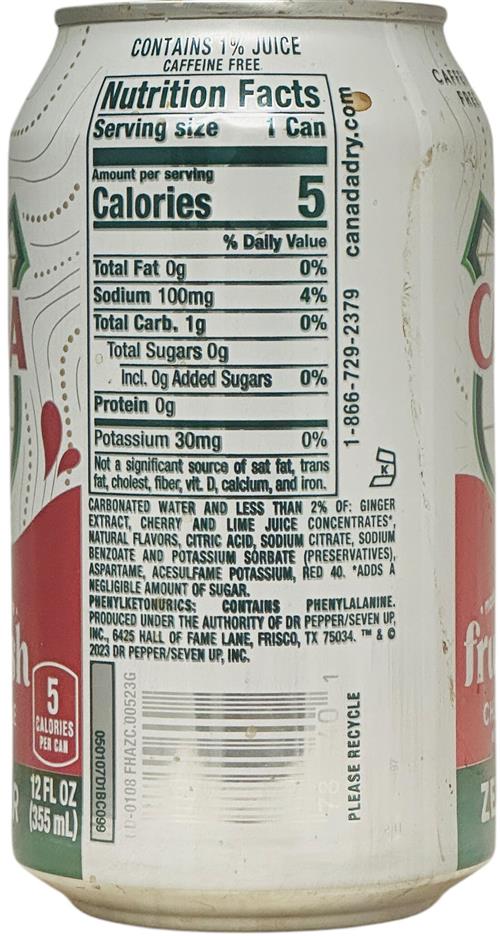 CONTAINS 1% JUICE
CAFFEINE FREE
Nutrition Facts
Serving size 1 Can
Amount per serving
Calories 5
% Daily Value
Total Fat 0g 0%
Sodium 100mg 4%
Total Carb. 1g 0%
Total Sugars 0g
Incl. 0g Added Sugars 0%
Protein 0g
Potassium 30mg 0%
Not a significant source of sat fat, trans
fat, cholest, fiber, vit. D, calcium, and iron.
1-866-729-2379 canadadry.com
K
CARBONATED WATER AND LESS THAN 2% OF: GINGER
EXTRACT, CHERRY AND LIME JUICE CONCENTRATES*,
NATURAL FLAVORS, CITRIC ACID, SODIUM CITRATE, SODIUM
BENZOATE AND POTASSIUM SORBATE (PRESERVATIVES),
ASPARTAME, ACESULFAME POTASSIUM, RED 40. *ADDS A
NEGLIGIBLE AMOUNT OF SUGAR.
PHENYLKETONURICS: CONTAINS PHENYLALANINE.
PRODUCED UNDER THE AUTHORITY OF DR PEPPER/SEVEN UP,
INC., 6425 HALL OF FAME LANE, FRISCO, TX 75034. ™ & ©
2023 DR PEPPER/SEVEN UP, INC.
5
CALORIES
PER CAN
12 FL OZ
(355 mL)
050107D1BC099
PLEASE RECYCLE